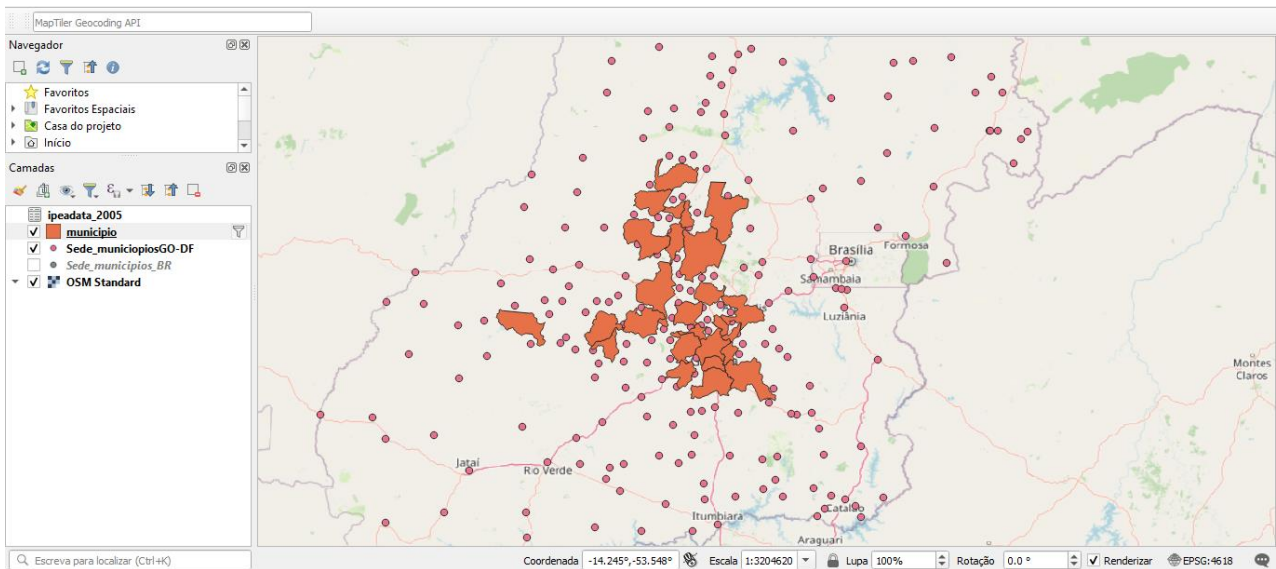 MapTiler Geocoding API
Navegador
Favoritos
Favoritos Espaciais
Casa do projeto
Início
Camadas
ipeadata_2005
municipio
Sede_municiopiosGO-DF
Sede_municipios_BR
OSM Standard
Brasília
Formosa
Samambaia
Luziânia
Montes
Claros
Jataí
Rio Verde
Itumbiara
Catalão
Araguari
Escreva para localizar (Ctrl+K)
Coordenada -14.245°,-53.548° Escala 1:3204620 Lupa 100% Rotação 0.0 ° Renderizar EPSG:4618